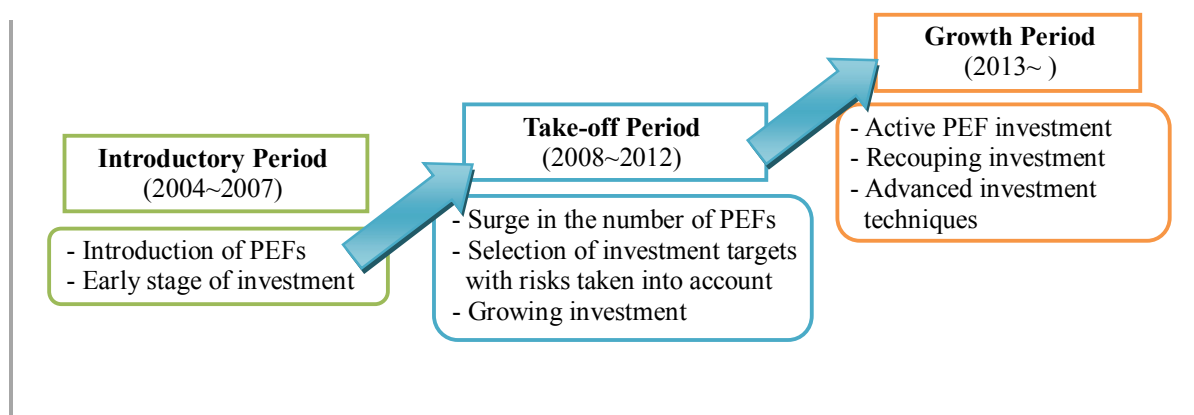 Introductory Period
(2004~2007)
- Introduction of PEFs
- Early stage of investment
Take-off Period
(2008~2012)
- Surge in the number of PEFs
- Selection of investment targets
with risks taken into account
- Growing investment
Growth Period
(2013~ )
- Active PEF investment
- Recouping investment
- Advanced investment
techniques